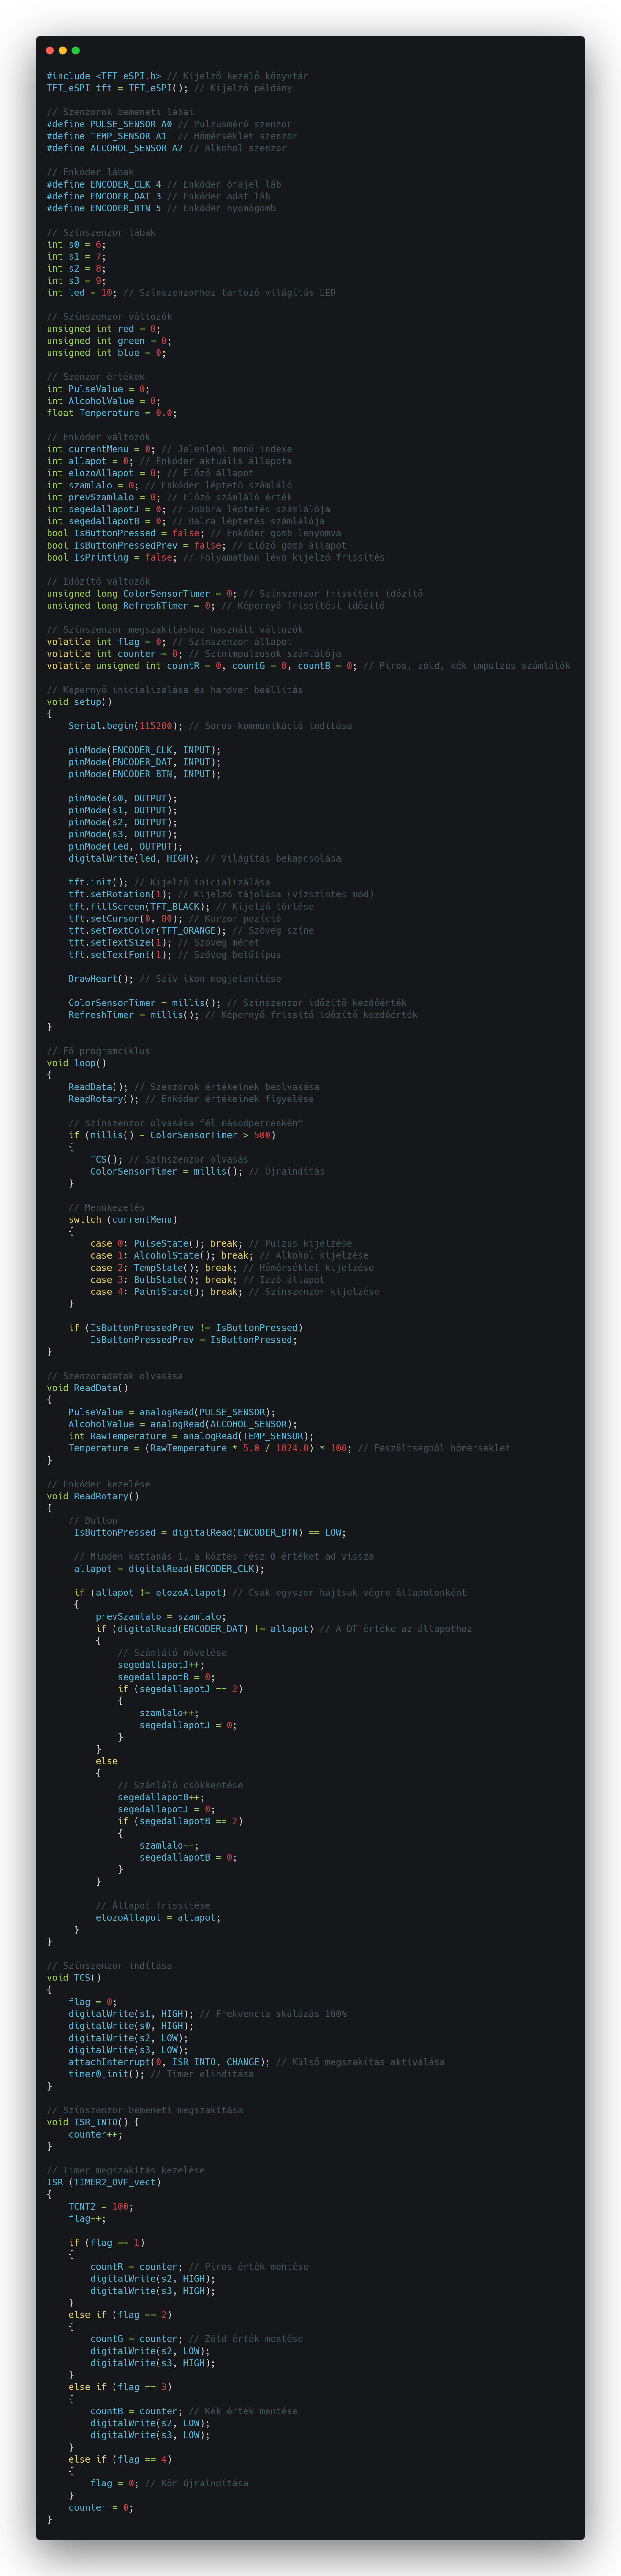 #include <TFT_eSPI.h> // Kijelző kezelő könyvtár
TFT_eSPI tft = TFT_eSPI(); // Kijelző példány

// Szenzorok bemeneti lábai
#define PULSE_SENSOR A0 // Pulzusmérő szenzor
#define TEMP_SENSOR A1  // Hőmérséklet szenzor
#define ALCOHOL_SENSOR A2 // Alkohol szenzor

// Enkóder lábak
#define ENCODER_CLK 4 // Enkóder órajel láb
#define ENCODER_DAT 3 // Enkóder adat láb
#define ENCODER_BTN 5 // Enkóder nyomógomb

// Színszenzor lábak
int s0 = 6;
int s1 = 7;
int s2 = 8;
int s3 = 9;
int led = 10; // Színszenzorhoz tartozó világítás LED

// Színszenzor változók
unsigned int red = 0;
unsigned int green = 0;
unsigned int blue = 0;

// Szenzor értékek
int PulseValue = 0;
int AlcoholValue = 0;
float Temperature = 0.0;

// Enkóder változók
int currentMenu = 0; // Jelenlegi menü indexe
int allapot = 0; // Enkóder aktuális állapota
int elozoAllapot = 0; // Előző állapot
int szamlalo = 0; // Enkóder léptető számláló
int prevSzamlalo = 0; // Előző számláló érték
int segedallapotJ = 0; // Jobbra léptetés számlálója
int segedallapotB = 0; // Balra léptetés számlálója
bool IsButtonPressed = false; // Enkóder gomb lenyomva
bool IsButtonPressedPrev = false; // Előző gomb állapot
bool IsPrinting = false; // Folyamatban lévő kijelző frissítés

// Időzítő változók
unsigned long ColorSensorTimer = 0; // Színszenzor frissítési időzítő
unsigned long RefreshTimer = 0; // Képernyő frissítési időzítő

// Színszenzor megszakításhoz használt változók
volatile int flag = 0; // Színszenzor állapot
volatile int counter = 0; // Színimpulzusok számlálója
volatile unsigned int countR = 0, countG = 0, countB = 0; // Piros, zöld, kék impulzus számlálók

// Képernyő inicializálása és hardver beállítás
void setup()
{
    Serial.begin(115200); // Soros kommunikáció indítása

    pinMode(ENCODER_CLK, INPUT);
    pinMode(ENCODER_DAT, INPUT);
    pinMode(ENCODER_BTN, INPUT);

    pinMode(s0, OUTPUT);
    pinMode(s1, OUTPUT);
    pinMode(s2, OUTPUT);
    pinMode(s3, OUTPUT);
    pinMode(led, OUTPUT);
    digitalWrite(led, HIGH); // Világítás bekapcsolása

    tft.init(); // Kijelző inicializálása
    tft.setRotation(1); // Kijelző tájolása (vízszintes mód)
    tft.fillScreen(TFT_BLACK); // Kijelző törlése
    tft.setCursor(0, 80); // Kurzor pozíció
    tft.setTextColor(TFT_ORANGE); // Szöveg színe
    tft.setTextSize(1); // Szöveg méret
    tft.setTextFont(1); // Szöveg betűtípus

    DrawHeart(); // Szív ikon megjelenítése

    ColorSensorTimer = millis(); // Színszenzor időzítő kezdőérték
    RefreshTimer = millis(); // Képernyő frissítő időzítő kezdőérték
}

// Fő programciklus
void loop()
{
    ReadData(); // Szenzorok értékeinek beolvasása
    ReadRotary(); // Enkóder értékeinek figyelése

    // Színszenzor olvasása fél másodpercenként
    if (millis() - ColorSensorTimer > 500)
    {
        TCS(); // Színszenzor olvasás
        ColorSensorTimer = millis(); // Újraindítás
    }

    // Menükezelés
    switch (currentMenu)
    {
        case 0: PulseState(); break; // Pulzus kijelzése
        case 1: AlcoholState(); break; // Alkohol kijelzése
        case 2: TempState(); break; // Hőmérséklet kijelzése
        case 3: BulbState(); break; // Izzó állapot
        case 4: PaintState(); break; // Színszenzor kijelzése
    }

    if (IsButtonPressedPrev != IsButtonPressed)
        IsButtonPressedPrev = IsButtonPressed;
}

// Szenzoradatok olvasása
void ReadData()
{
    PulseValue = analogRead(PULSE_SENSOR);
    AlcoholValue = analogRead(ALCOHOL_SENSOR);
    int RawTemperature = analogRead(TEMP_SENSOR);
    Temperature = (RawTemperature * 5.0 / 1024.0) * 100; // Feszültségből hőmérséklet
}

// Enkóder kezelése
void ReadRotary()
{
    // Button
     IsButtonPressed = digitalRead(ENCODER_BTN) == LOW;

     // Minden kattanás 1, a köztes rész 0 értéket ad vissza
     allapot = digitalRead(ENCODER_CLK);

     if (allapot != elozoAllapot) // Csak egyszer hajtsuk végre állapotonként
     {
         prevSzamlalo = szamlalo;
         if (digitalRead(ENCODER_DAT) != allapot) // A DT értéke az állapothoz
         {
             // Számláló növelése
             segedallapotJ++;
             segedallapotB = 0;
             if (segedallapotJ == 2)
             {
                 szamlalo++;
                 segedallapotJ = 0;
             }
         }
         else
         {
             // Számláló csökkentése
             segedallapotB++;
             segedallapotJ = 0;
             if (segedallapotB == 2)
             {
                 szamlalo--;
                 segedallapotB = 0;
             }
         }

         // Állapot frissítése
         elozoAllapot = allapot;
     }
}

// Színszenzor indítása
void TCS()
{
    flag = 0;
    digitalWrite(s1, HIGH); // Frekvencia skálázás 100%
    digitalWrite(s0, HIGH);
    digitalWrite(s2, LOW);
    digitalWrite(s3, LOW);
    attachInterrupt(0, ISR_INTO, CHANGE); // Külső megszakítás aktiválása
    timer0_init(); // Timer elindítása
}

// Színszenzor bemeneti megszakítása
void ISR_INTO() {
    counter++;
}

// Timer megszakítás kezelése
ISR (TIMER2_OVF_vect)
{
    TCNT2 = 100;
    flag++;

    if (flag == 1)
    {
        countR = counter; // Piros érték mentése
        digitalWrite(s2, HIGH);
        digitalWrite(s3, HIGH);
    }
    else if (flag == 2)
    {
        countG = counter; // Zöld érték mentése
        digitalWrite(s2, LOW);
        digitalWrite(s3, HIGH);
    }
    else if (flag == 3)
    {
        countB = counter; // Kék érték mentése
        digitalWrite(s2, LOW);
        digitalWrite(s3, LOW);
    }
    else if (flag == 4)
    {
        flag = 0; // Kör újraindítása
    }
    counter = 0;
}